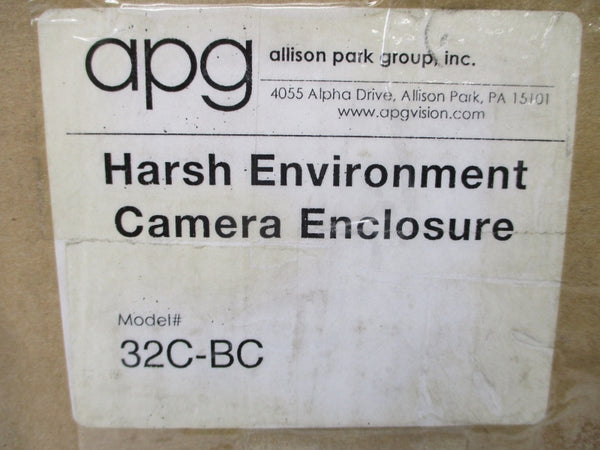 apg
allison park group, inc.
4055 Alpha Drive, Allison Park, PA 15101
www.apgvision.com
Harsh Environment
Camera Enclosure
Model#
32C-BC